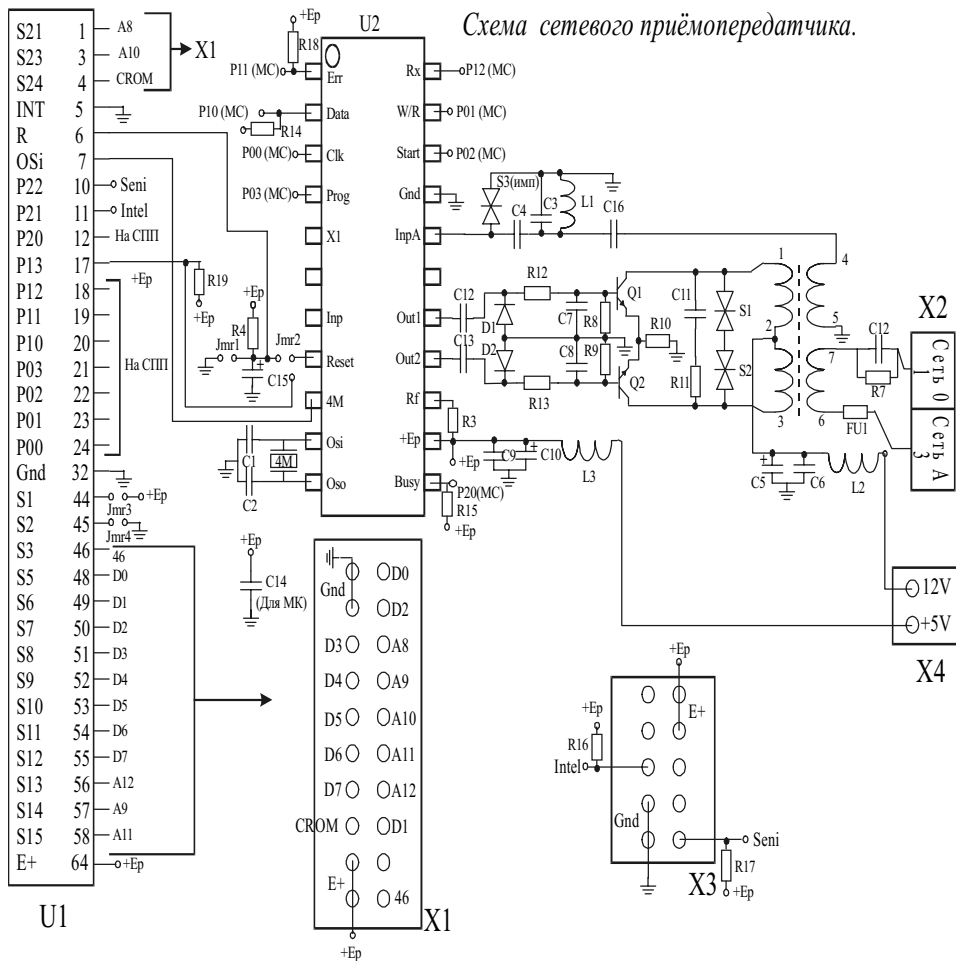 Схема сетевого приёмопередатчика.
S21 1 A8
S23 3 A10
S24 4 CROM
X1
INT 5
R 6
OSi 7
P22 10 Seni
P21 11 Intel
P20 12 На СПП
P13 17
P12 18
P11 19
P10 20
P03 21
P02 22
P01 23
P00 24
На СПП
Gnd 32
S1 44 +Ep
Jmr3
S2 45
Jmr4
S3 46 46
S5 48 D0
S6 49 D1
S7 50 D2
S8 51 D3
S9 52 D4
S10 53 D5
S11 54 D6
S12 55 D7
S13 56 A12
S14 57 A9
S15 58 A11
E+ 64 +Ep
U1
+Ep
R19
+Ep
+Ep
R4
Jmr1
Jmr2
C15
U2
+Ep
R18
P11 (MC)
Err
P10 (MC)
Data
R14
P00 (MC)
Clk
P03 (MC)
Prog
X1
Inp
Reset
4M
Osi
Oso
C1
4M
C2
Rx
P12 (MC)
W/R
P01 (MC)
Start
P02 (MC)
Gnd
InpA
Out1
Out2
Rf
+Ep
Busy
P20(MC)
R15
+Ep
R3
+Ep
C9
C10
L3
S3(имп)
C4
C3
L1
C16
C12
R12
C13
D1
D2
R13
C7
C8
R8
R9
Q1
Q2
R10
C11
R11
S1
S2
1
2
3
4
5
7
6
C12
R7
FU1
X2
Сеть 0
1
Сеть А
3
C5
C6
L2
12V
+5V
X4
+Ep
C14
(Для МК)
Gnd
D0
D2
D3 A8
D4 A9
D5 A10
D6 A11
D7 A12
CROM D1
E+
46
+Ep
X1
+Ep
E+
+Ep
R16
Intel
Gnd
Seni
R17
+Ep
X3